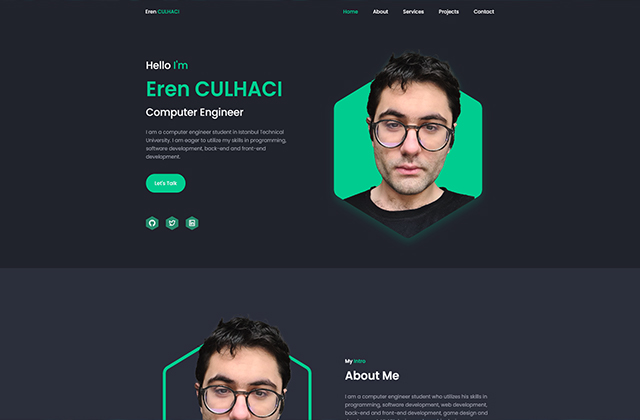 Eren CULHACI
Home About Services Projects Contact
Hello I'm
Eren CULHACI
Computer Engineer
I am a computer engineer student in Istanbul Technical
University. I am eager to utilize my skills in programming,
software development, back-end and front-end
development.
Let's Talk
My Intro
About Me
I am a computer engineer student who utilizes his skills in
programming, software development, web development,
back-end and front-end development, game design and